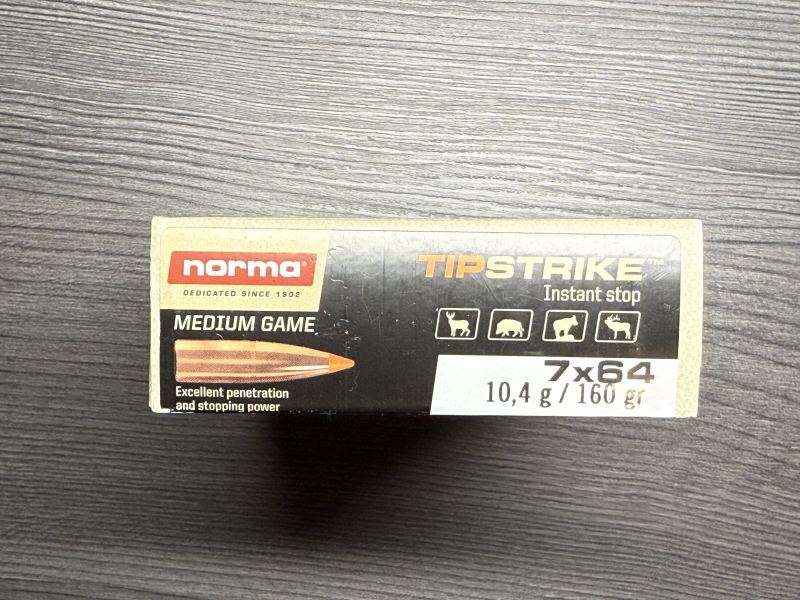 norma
DEDICATED SINCE 1902
MEDIUM GAME
Excellent penetration
and stopping power
TIPSTRIKE™
Instant stop
7x64
10,4 g / 160 gr